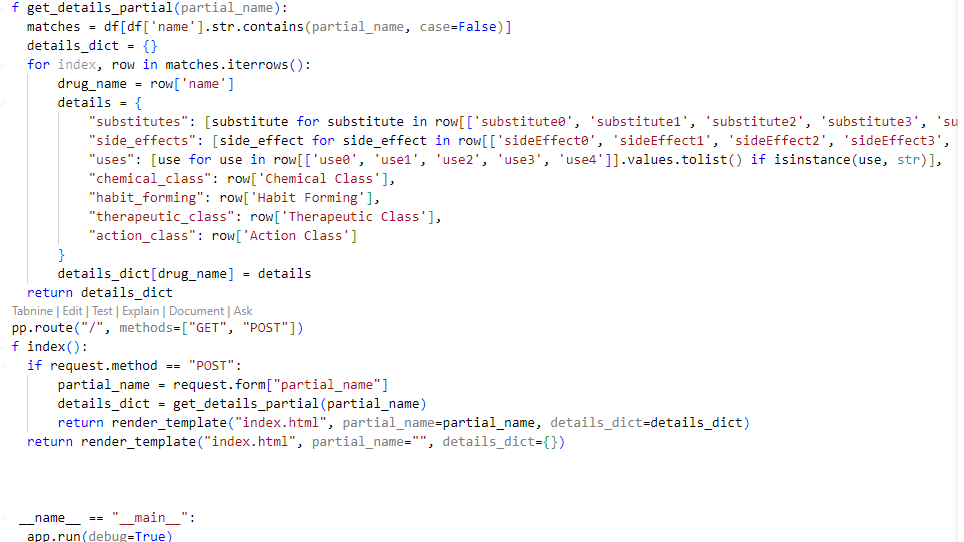 f get_details_partial(partial_name):
matches = df[df['name'].str.contains(partial_name, case=False)]
details_dict = {}
for index, row in matches.iterrows():
drug_name = row['name']
details = {
"substitutes": [substitute for substitute in row[['substitute0', 'substitute1', 'substitute2', 'substitute3', 'su
"side_effects": [side_effect for side_effect in row[['sideEffect0', 'sideEffect1', 'sideEffect2', 'sideEffect3',
"uses": [use for use in row[['use0', 'use1', 'use2', 'use3', 'use4']].values.tolist() if isinstance(use, str)],
"chemical_class": row['Chemical Class'],
"habit_forming": row['Habit Forming'],
"therapeutic_class": row['Therapeutic Class'],
"action_class": row['Action Class']
}
details_dict[drug_name] = details
return details_dict
Tabnine | Edit | Test | Explain | Document | Ask
pp.route("/", methods=["GET", "POST"])
f index():
if request.method == "POST":
partial_name = request.form["partial_name"]
details_dict = get_details_partial(partial_name)
return render_template("index.html", partial_name=partial_name, details_dict=details_dict)
return render_template("index.html", partial_name="", details_dict={})
__name__ == "__main__":
app.run(debug=True)